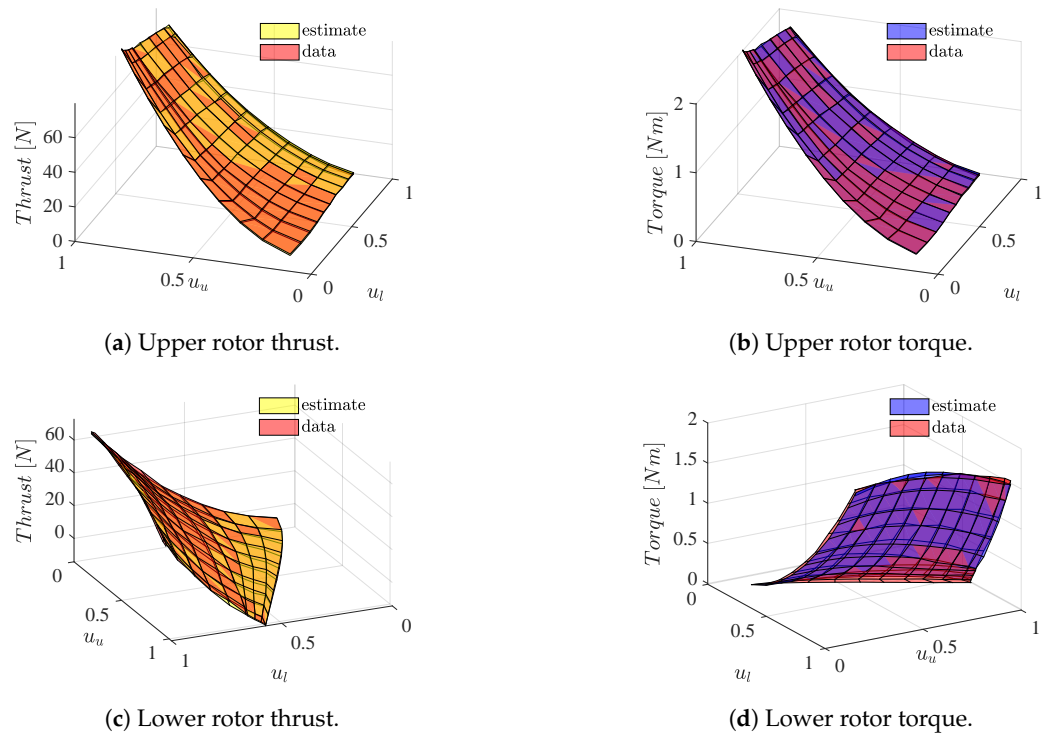 estimate
data
Thrust [N]
60
40
20
0
1
0.5
u_u
0
0
0.5
1
u_l
(a) Upper rotor thrust.
estimate
data
Torque [Nm]
2
1
0
1
0.5
u_u
0
0
0.5
1
u_l
(b) Upper rotor torque.
estimate
data
Thrust [N]
60
40
20
0
0
0.5
u_u
1
1
0.5
0
u_l
(c) Lower rotor thrust.
estimate
data
Torque [Nm]
2
1.5
1
0.5
0
0
0.5
u_l
1
0
0.5
u_u
1
(d) Lower rotor torque.